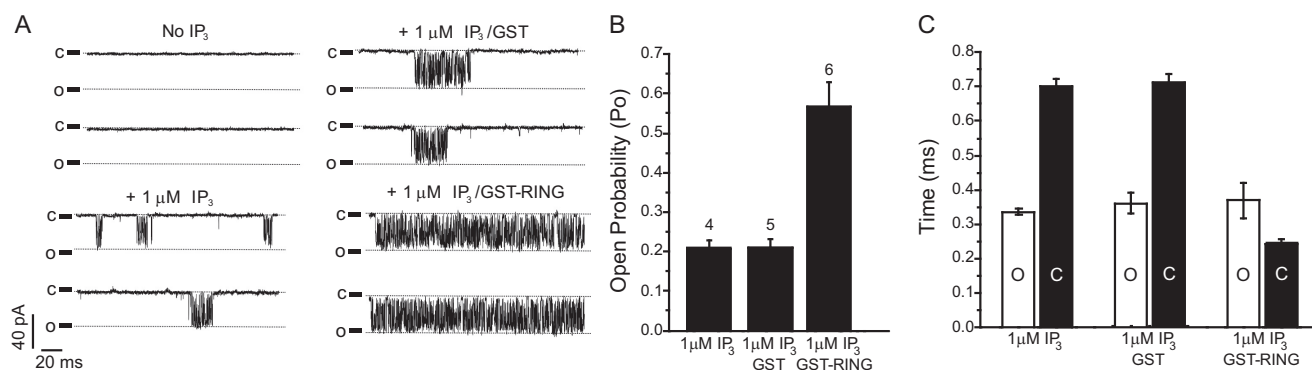 A
No IP3
C
O
C
O
+ 1 µM IP3/GST
C
O
C
O
+ 1 µM IP3
C
O
C
O
40 pA
20 ms
+ 1 µM IP3/GST-RING
C
O
C
O
B
Open Probability (Po)
0.7
0.6
0.5
0.4
0.3
0.2
0.1
0.0
4
5
6
1µM IP3
1µM IP3
GST
1µM IP3
GST-RING
C
Time (ms)
0.8
0.7
0.6
0.5
0.4
0.3
0.2
0.1
0.0
O C
O C
O C
1µM IP3
1µM IP3
GST
1µM IP3
GST-RING